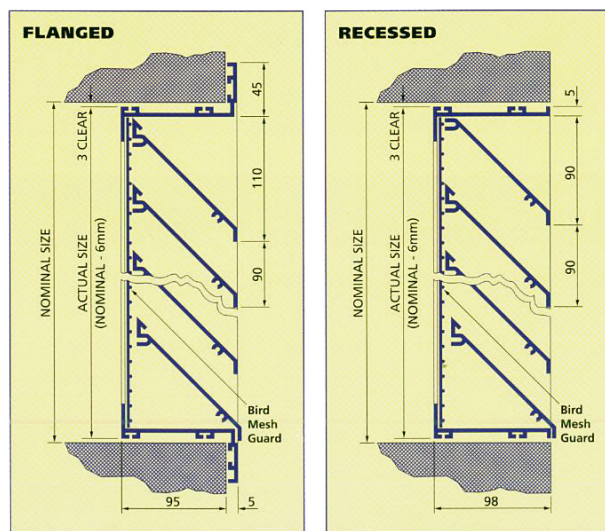 FLANGED
45
3 CLEAR
110
NOMINAL SIZE
ACTUAL SIZE
(NOMINAL - 6mm)
90
Bird
Mesh
Guard
95
5
RECESSED
5
3 CLEAR
90
NOMINAL SIZE
ACTUAL SIZE
(NOMINAL - 6mm)
90
Bird
Mesh
Guard
98